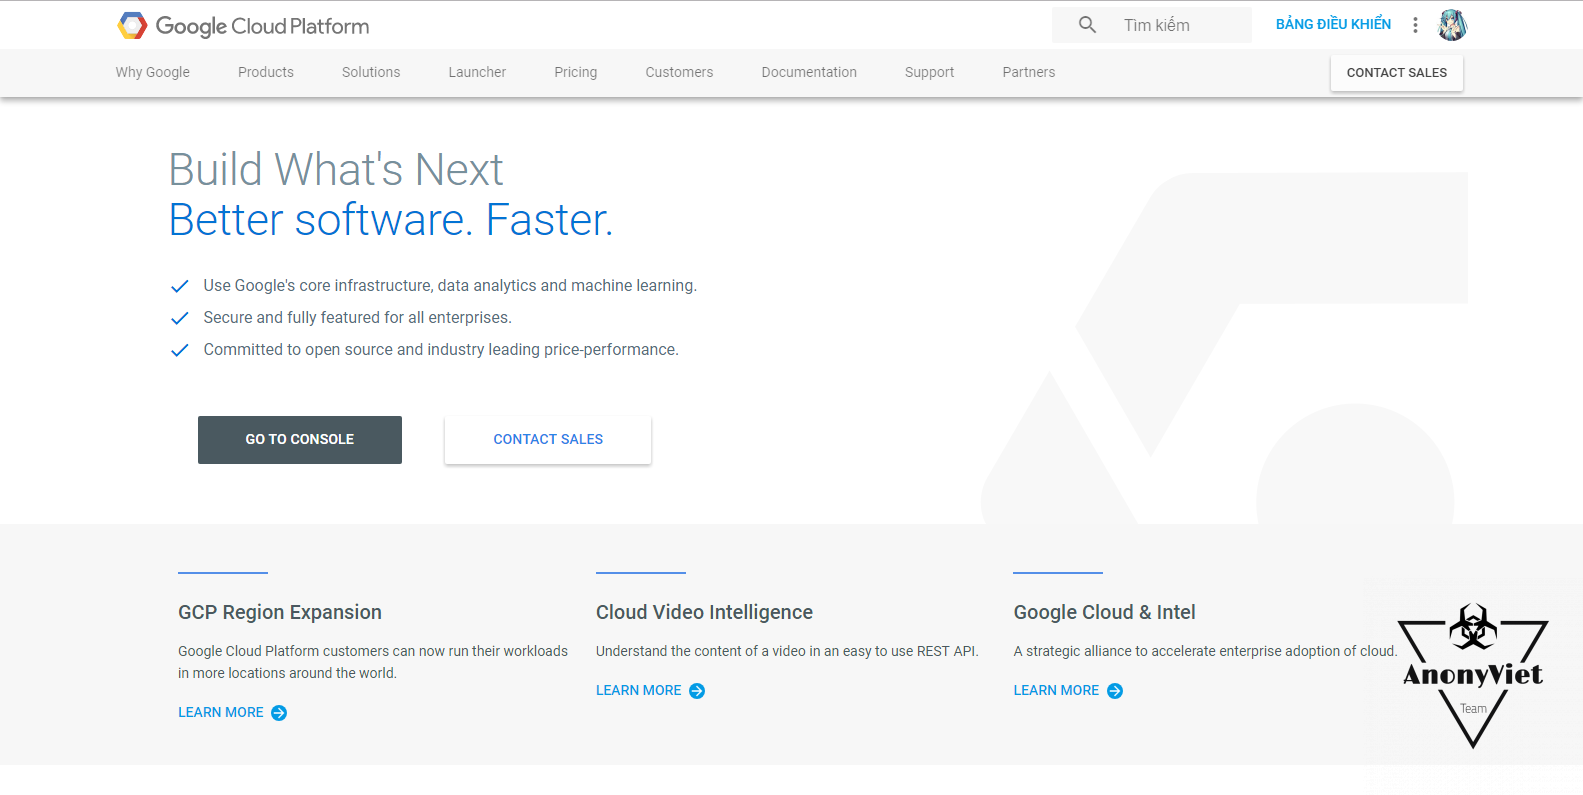 Google Cloud Platform
Tìm kiếm
BẢNG ĐIỀU KHIỂN
Why Google
Products
Solutions
Launcher
Pricing
Customers
Documentation
Support
Partners
CONTACT SALES
Build What's Next
Better software. Faster.
Use Google's core infrastructure, data analytics and machine learning.
Secure and fully featured for all enterprises.
Committed to open source and industry leading price-performance.
GO TO CONSOLE
CONTACT SALES
GCP Region Expansion
Google Cloud Platform customers can now run their workloads
in more locations around the world.
LEARN MORE
Cloud Video Intelligence
Understand the content of a video in an easy to use REST API.
LEARN MORE
Google Cloud & Intel
A strategic alliance to accelerate enterprise adoption of cloud.
LEARN MORE
AnonyViet
Team